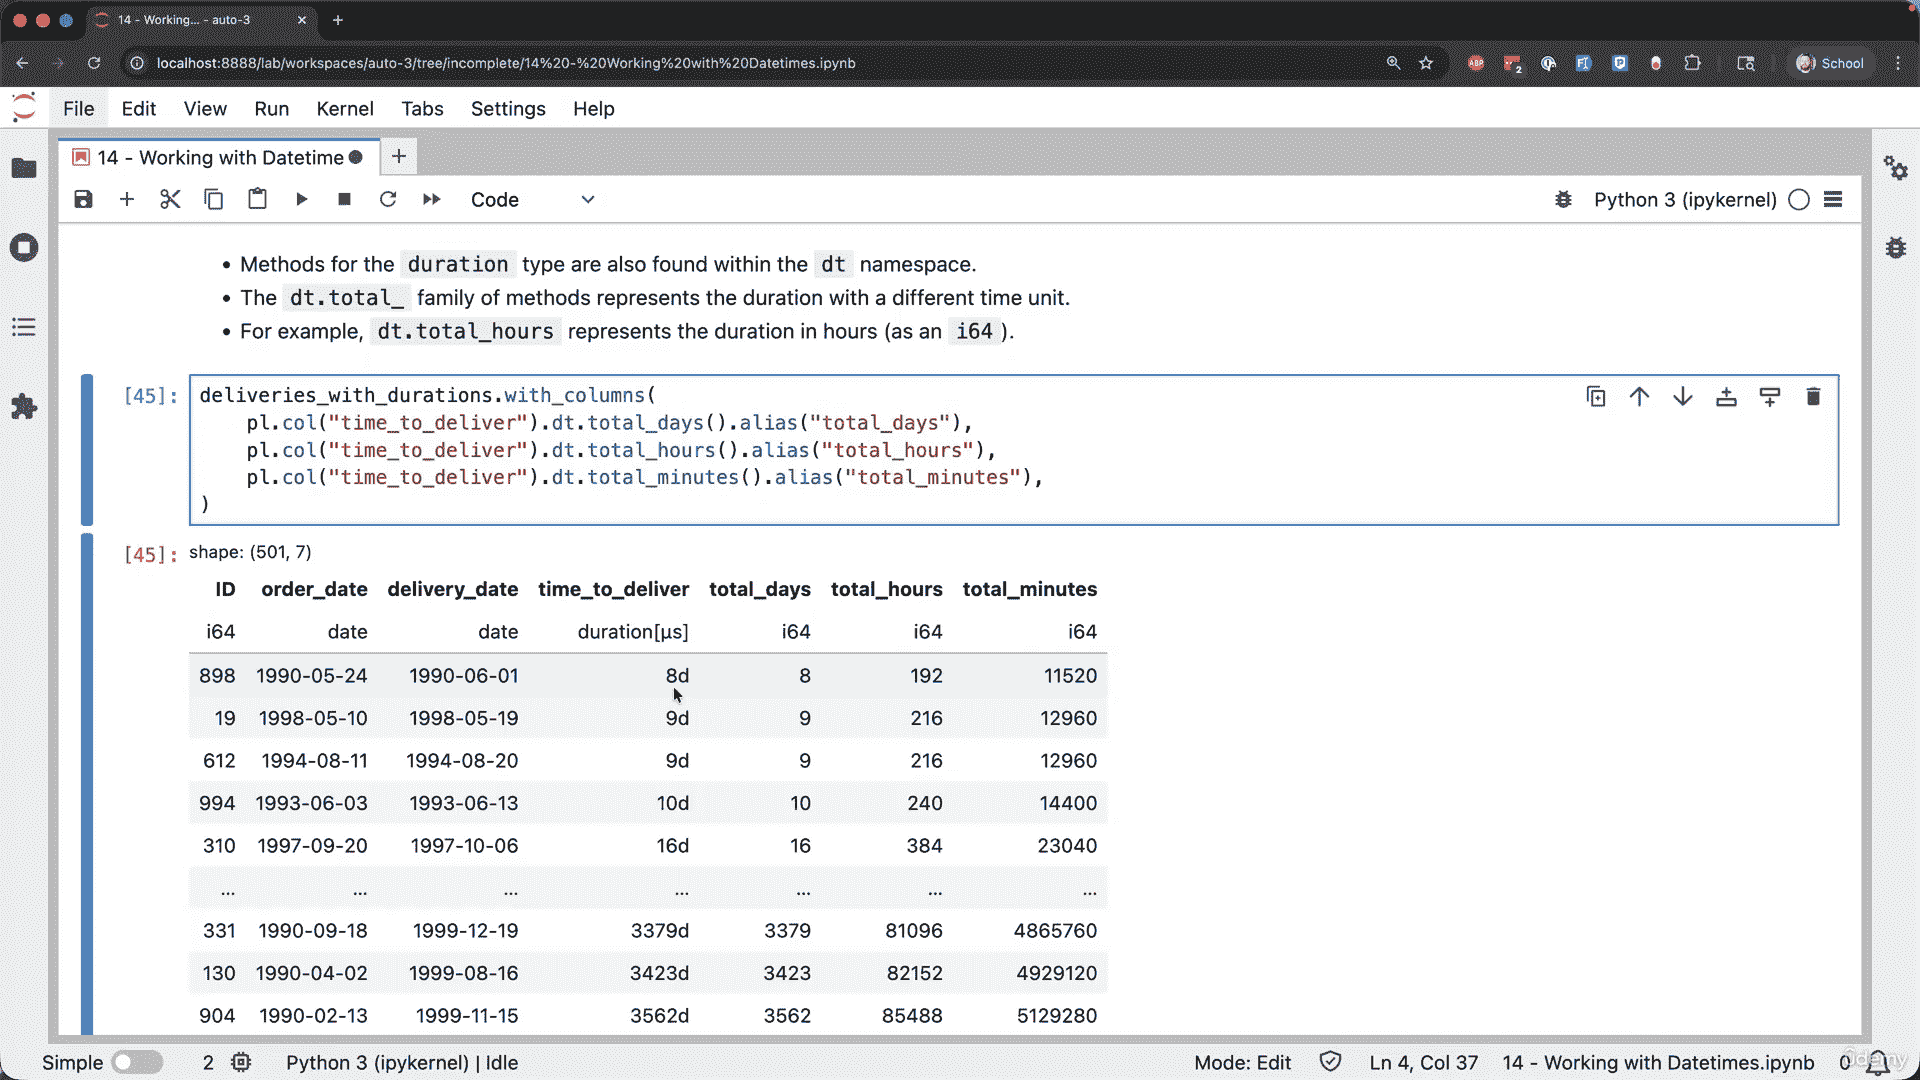 14 - Working... - auto-3
localhost:8888/lab/workspaces/auto-3/tree/incomplete/14%20-%20Working%20with%20Datetimes.ipynb
ABP
2
School
File Edit View Run Kernel Tabs Settings Help
14 - Working with Datetime
Code
Python 3 (ipykernel)
• Methods for the duration type are also found within the dt namespace.
• The dt.total_ family of methods represents the duration with a different time unit.
• For example, dt.total_hours represents the duration in hours (as an i64 ).
[45]: deliveries_with_durations.with_columns(
pl.col("time_to_deliver").dt.total_days().alias("total_days"),
pl.col("time_to_deliver").dt.total_hours().alias("total_hours"),
pl.col("time_to_deliver").dt.total_minutes().alias("total_minutes"),
)
[45]: shape: (501, 7)
ID order_date delivery_date time_to_deliver total_days total_hours total_minutes
i64 date date duration[μs] i64 i64 i64
898 1990-05-24 1990-06-01 8d 8 192 11520
19 1998-05-10 1998-05-19 9d 9 216 12960
612 1994-08-11 1994-08-20 9d 9 216 12960
994 1993-06-03 1993-06-13 10d 10 240 14400
310 1997-09-20 1997-10-06 16d 16 384 23040
... ... ... ... ... ... ...
331 1990-09-18 1999-12-19 3379d 3379 81096 4865760
130 1990-04-02 1999-08-16 3423d 3423 82152 4929120
904 1990-02-13 1999-11-15 3562d 3562 85488 5129280
Simple 2 Python 3 (ipykernel) | Idle Mode: Edit Ln 4, Col 37 14 - Working with Datetimes.ipynb 0
udemy